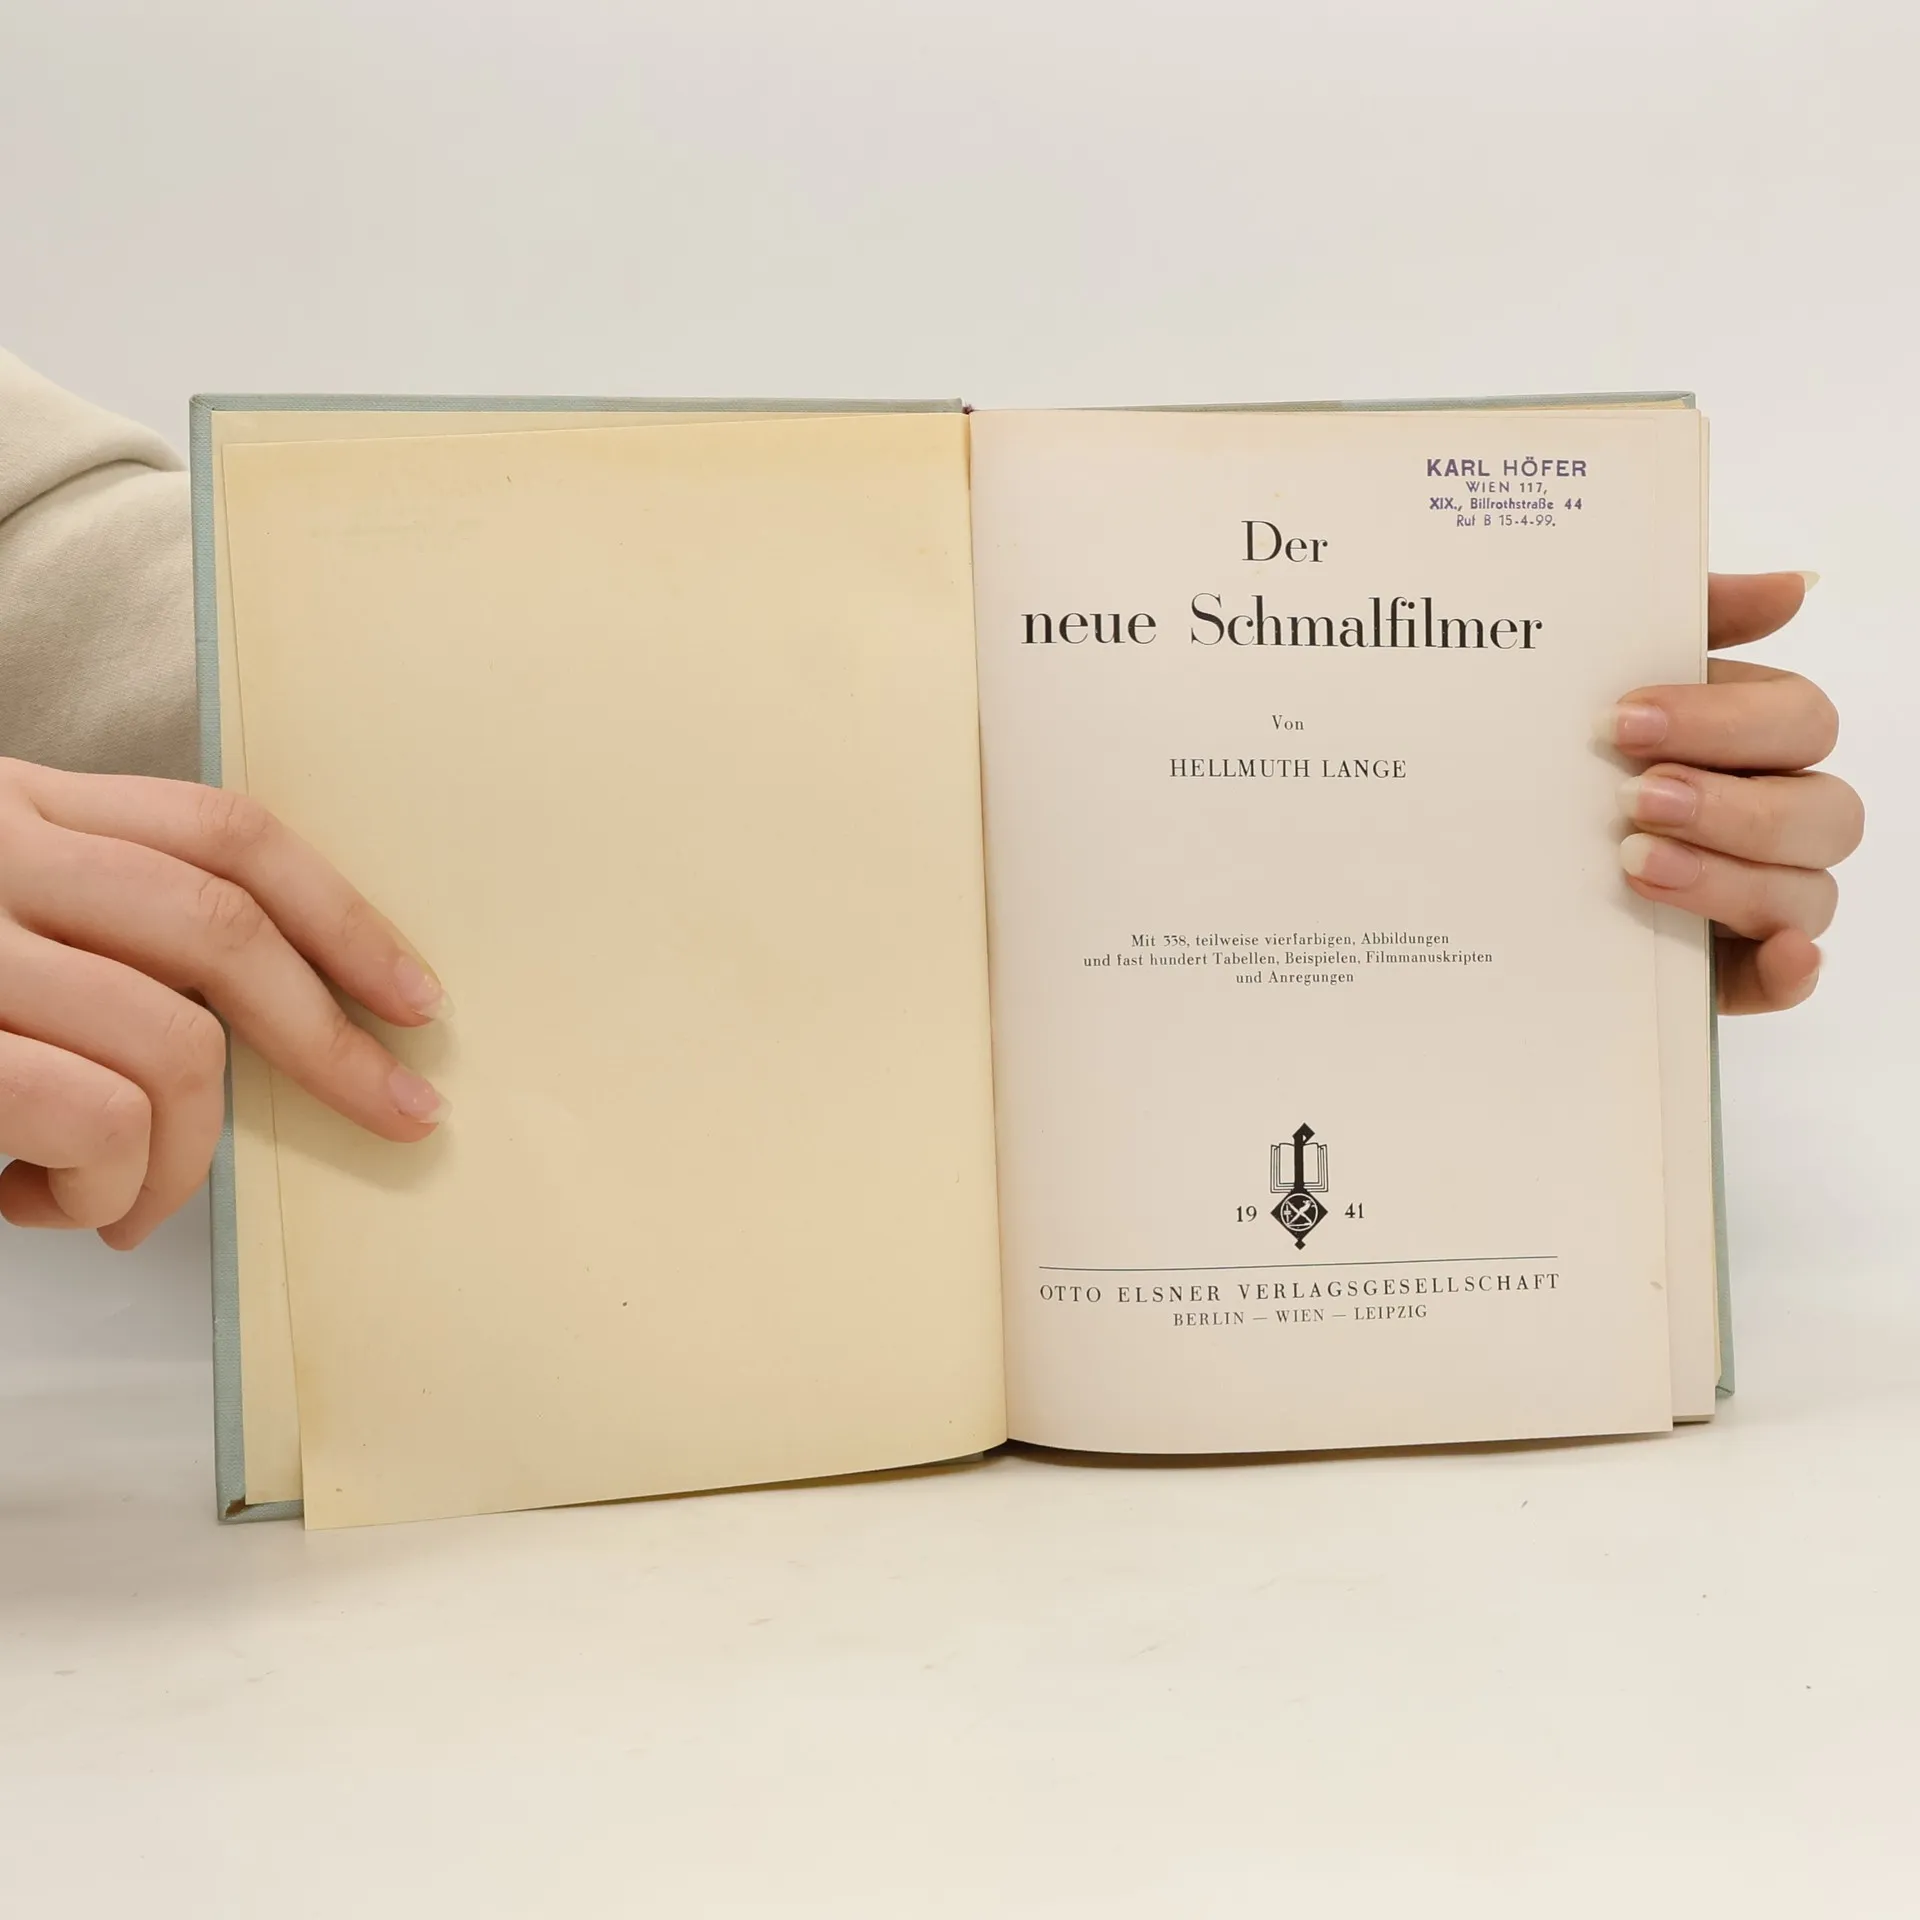 KARL HÖFER
WIEN 117,
XIX., Billrothstraße 44
Ruf B 15-4-99.
Der
neue Schmalfilmer
Von
HELLMUTH LANGE
Mit 338, teilweise vierfarbigen, Abbildungen
und fast hundert Tabellen, Beispielen, Filmmanuskripten
und Anregungen
19 41
OTTO ELSNER VERLAGSGESELLSCHAFT
BERLIN — WIEN — LEIPZIG